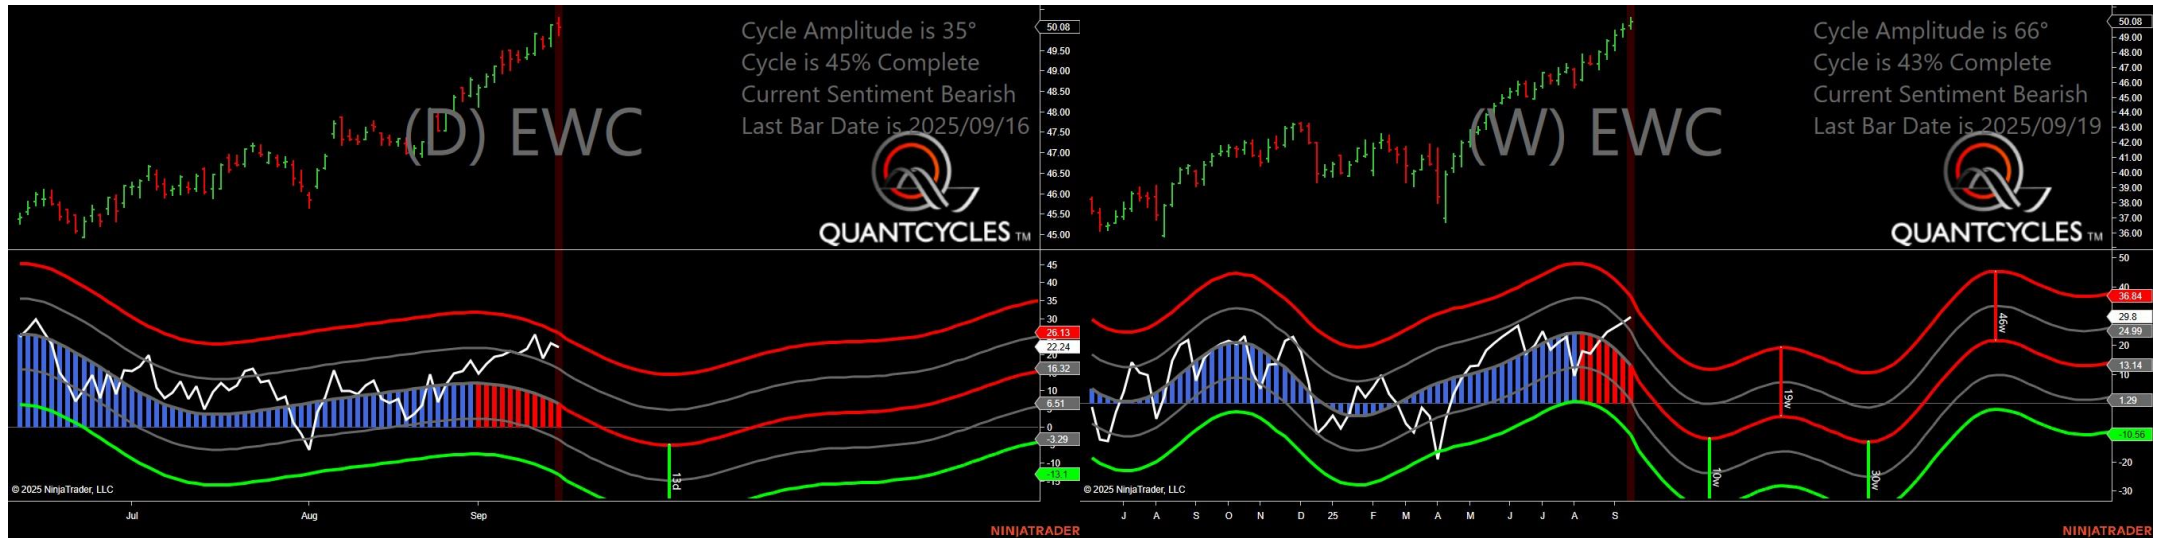 Cycle Amplitude is 35°
Cycle is 45% Complete
Current Sentiment Bearish
Last Bar Date is 2025/09/16
(D) EWC
QUANTCYCLES TM
50.08
49.50
49.00
48.50
48.00
47.50
47.00
46.50
46.00
45.50
45.00
45
40
35
30
26.13
22.24
20
16.32
10
6.51
0
-3.29
-10
-13.1
-15
13d
© 2025 NinjaTrader, LLC
Jul Aug Sep
NINJATRADER
Cycle Amplitude is 66°
Cycle is 43% Complete
Current Sentiment Bearish
Last Bar Date is 2025/09/19
(W) EWC
QUANTCYCLES TM
50.08
49.00
48.00
47.00
46.00
45.00
44.00
43.00
42.00
41.00
40.00
39.00
38.00
37.00
36.00
50
40
36.84
29.8
24.99
20
13.14
10
1.29
-10.56
-20
-30
10w
19w
30w
46w
© 2025 NinjaTrader, LLC
J A S O N D 25 F M A M J J A S
NINJATRADER